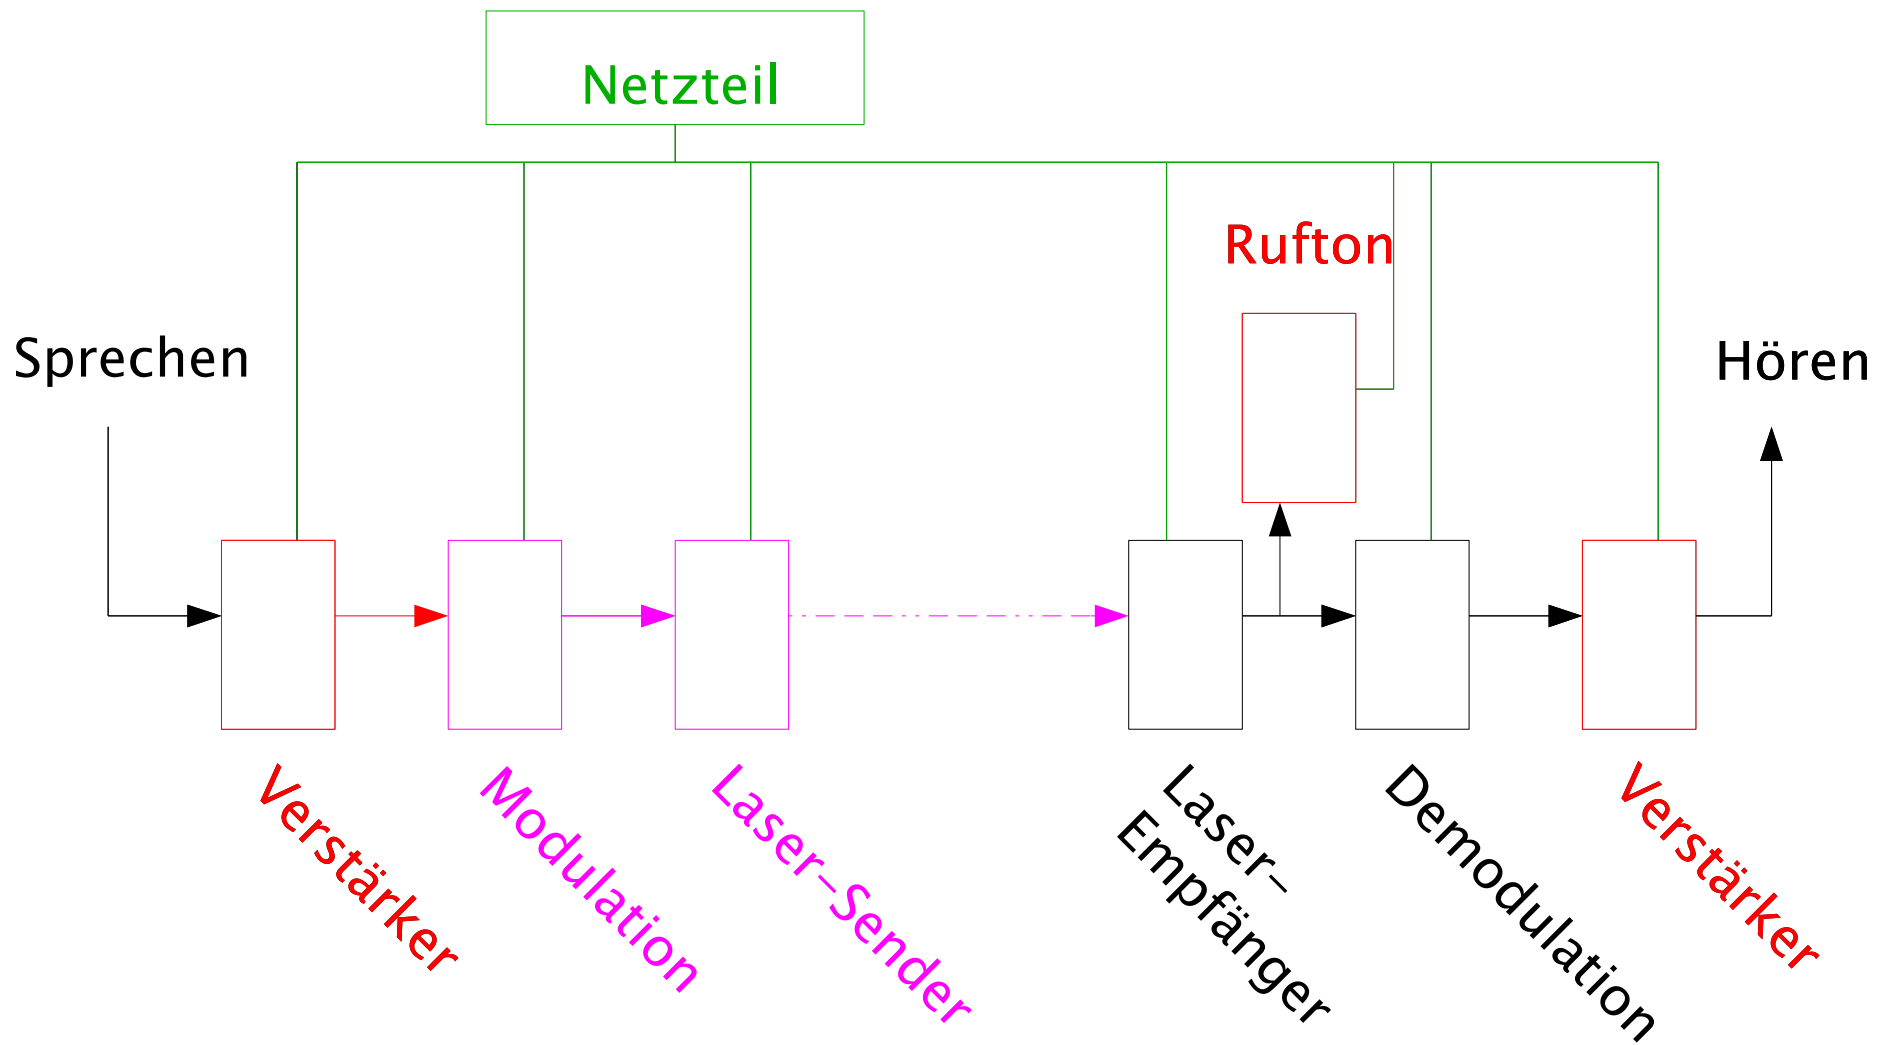 Netzteil
Rufton
Sprechen
Hören
Verstärker
Modulation
Laser-Sender
Laser-
Empfänger
Demodulation
Verstärker